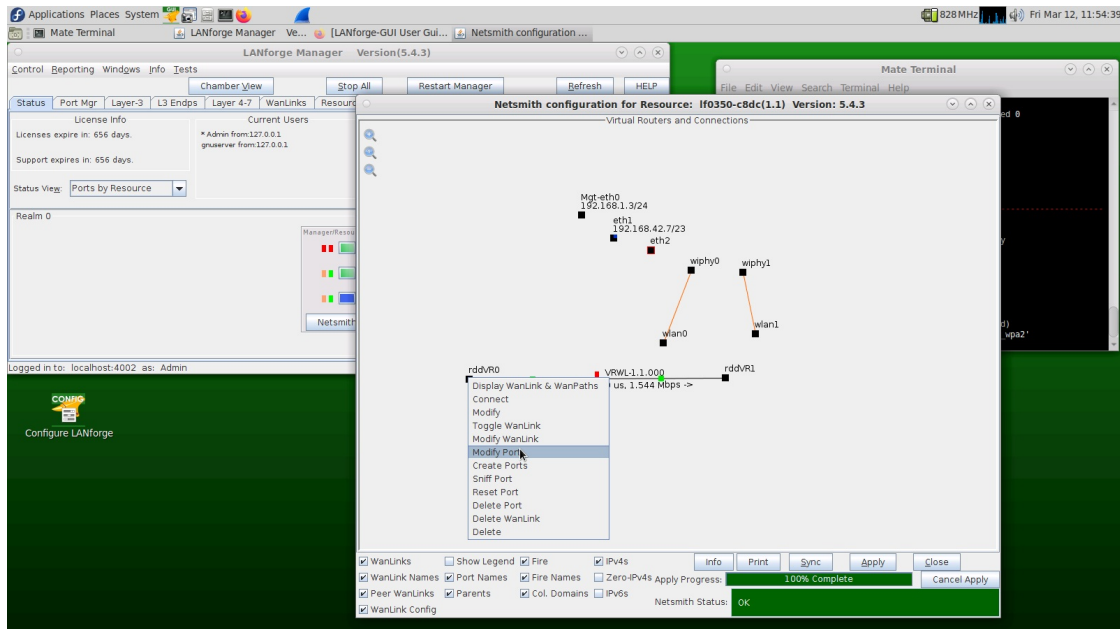 Applications Places System
828 MHz
Fri Mar 12, 11:54:39
Mate Terminal
LANforge Manager Ve...
[LANforge-GUI User Gui...
Netsmith configuration ...
LANforge Manager Version(5.4.3)
Control Reporting Windows Info Tests
Chamber View
Stop All
Restart Manager
Refresh
HELP
Status
Port Mgr
Layer-3
L3 Endps
Layer 4-7
WanLinks
Resourc
License Info
Current Users
Licenses expire in: 656 days.
* Admin from:127.0.0.1
gnuserver from:127.0.0.1
Support expires in: 656 days.
Status View:
Ports by Resource
Realm 0
Manager(Resou
Netsmith
Logged in to: localhost:4002 as: Admin
CONFIG
Configure LANforge
Mate Terminal
File Edit View Search Terminal Help
ed 0
y
d)
_wpa2'
Netsmith configuration for Resource: lf0350-c8dc(1.1) Version: 5.4.3
Virtual Routers and Connections
Mgt-eth0
192.168.1.3/24
eth1
192.168.42.7/23
eth2
wiphy0
wiphy1
wlan0
wlan1
rddVR0
VRWL-1.1.000
rddVR1
us, 1.544 Mbps ->
Display WanLink & WanPaths
Connect
Modify
Toggle WanLink
Modify WanLink
Modify Port
Create Ports
Sniff Port
Reset Port
Delete Port
Delete WanLink
Delete
WanLinks
Show Legend
Fire
IPv4s
Info
Print
Sync
Apply
Close
WanLink Names
Port Names
Fire Names
Zero-IPv4s
Apply Progress:
100% Complete
Cancel Apply
Peer WanLinks
Parents
Col. Domains
IPv6s
Netsmith Status:
OK
WanLink Config